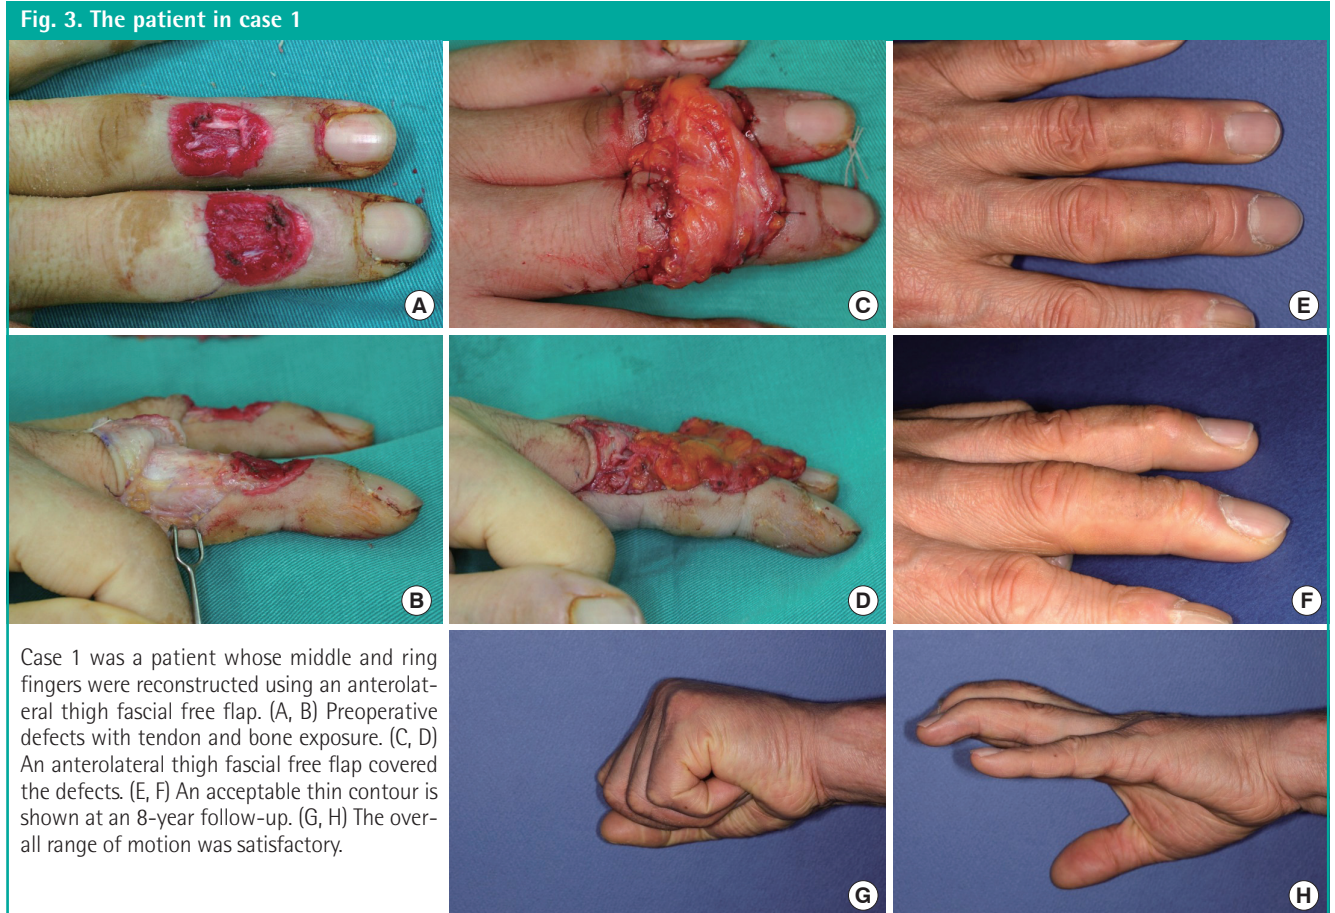 Fig. 3. The patient in case 1
A
C
E
B
D
F
Case 1 was a patient whose middle and ring
fingers were reconstructed using an anterolat-
eral thigh fascial free flap. (A, B) Preoperative
defects with tendon and bone exposure. (C, D)
An anterolateral thigh fascial free flap covered
the defects. (E, F) An acceptable thin contour is
shown at an 8-year follow-up. (G, H) The over-
all range of motion was satisfactory.
G
H